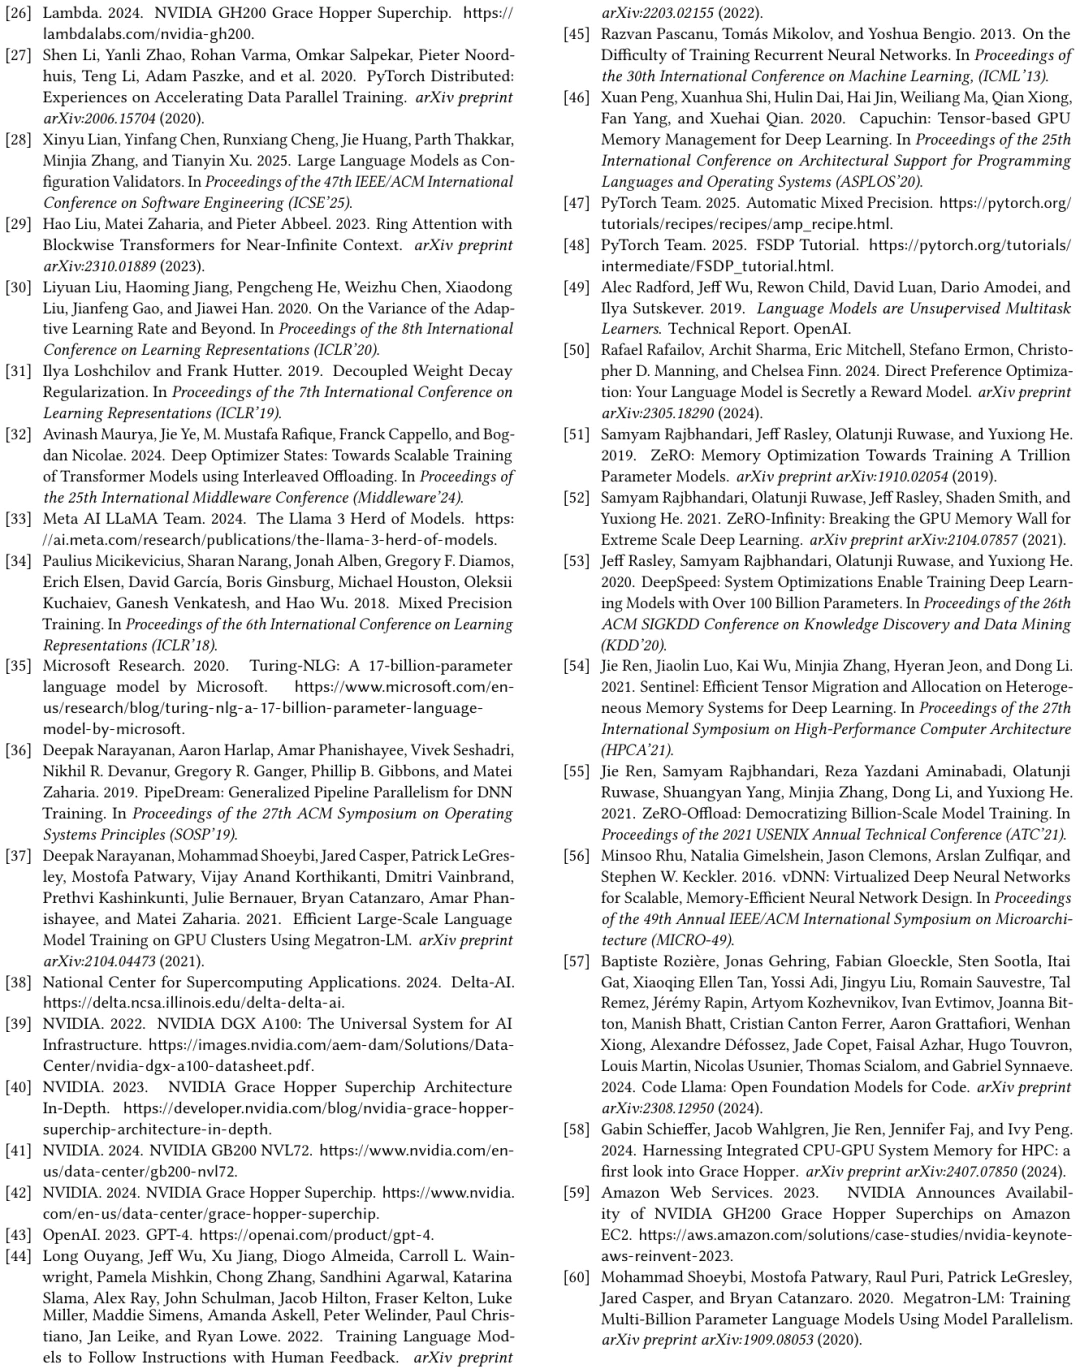 [26] Lambda. 2024. NVIDIA GH200 Grace Hopper Superchip. https://
lambdalabs.com/nvidia-gh200.
[27] Shen Li, Yanli Zhao, Rohan Varma, Omkar Salpekar, Pieter Noord-
huis, Teng Li, Adam Paszke, and et al. 2020. PyTorch Distributed:
Experiences on Accelerating Data Parallel Training. arXiv preprint
arXiv:2006.15704 (2020).
[28] Xinyu Lian, Yinfang Chen, Runxiang Cheng, Jie Huang, Parth Thakkar,
Minjia Zhang, and Tianyin Xu. 2025. Large Language Models as Con-
figuration Validators. In Proceedings of the 47th IEEE/ACM International
Conference on Software Engineering (ICSE'25).
[29] Hao Liu, Matei Zaharia, and Pieter Abbeel. 2023. Ring Attention with
Blockwise Transformers for Near-Infinite Context. arXiv preprint
arXiv:2310.01889 (2023).
[30] Liyuan Liu, Haoming Jiang, Pengcheng He, Weizhu Chen, Xiaodong
Liu, Jianfeng Gao, and Jiawei Han. 2020. On the Variance of the Adap-
tive Learning Rate and Beyond. In Proceedings of the 8th International
Conference on Learning Representations (ICLR'20).
[31] Ilya Loshchilov and Frank Hutter. 2019. Decoupled Weight Decay
Regularization. In Proceedings of the 7th International Conference on
Learning Representations (ICLR'19).
[32] Avinash Maurya, Jie Ye, M. Mustafa Rafique, Franck Cappello, and Bog-
dan Nicolae. 2024. Deep Optimizer States: Towards Scalable Training
of Transformer Models using Interleaved Offloading. In Proceedings of
the 25th International Middleware Conference (Middleware'24).
[33] Meta AI LLaMA Team. 2024. The Llama 3 Herd of Models. https:
//ai.meta.com/research/publications/the-llama-3-herd-of-models.
[34] Paulius Micikevicius, Sharan Narang, Jonah Alben, Gregory F. Diamos,
Erich Elsen, David García, Boris Ginsburg, Michael Houston, Oleksii
Kuchaiev, Ganesh Venkatesh, and Hao Wu. 2018. Mixed Precision
Training. In Proceedings of the 6th International Conference on Learning
Representations (ICLR'18).
[35] Microsoft Research. 2020. Turing-NLG: A 17-billion-parameter
language model by Microsoft. https://www.microsoft.com/en-
us/research/blog/turing-nlg-a-17-billion-parameter-language-
model-by-microsoft.
[36] Deepak Narayanan, Aaron Harlap, Amar Phanishayee, Vivek Seshadri,
Nikhil R. Devanur, Gregory R. Ganger, Phillip B. Gibbons, and Matei
Zaharia. 2019. PipeDream: Generalized Pipeline Parallelism for DNN
Training. In Proceedings of the 27th ACM Symposium on Operating
Systems Principles (SOSP'19).
[37] Deepak Narayanan, Mohammad Shoeybi, Jared Casper, Patrick LeGres-
ley, Mostofa Patwary, Vijay Anand Korthikanti, Dmitri Vainbrand,
Prethvi Kashinkunti, Julie Bernauer, Bryan Catanzaro, Amar Phan-
ishayee, and Matei Zaharia. 2021. Efficient Large-Scale Language
Model Training on GPU Clusters Using Megatron-LM. arXiv preprint
arXiv:2104.04473 (2021).
[38] National Center for Supercomputing Applications. 2024. Delta-AI.
https://delta.ncsa.illinois.edu/delta-delta-ai.
[39] NVIDIA. 2022. NVIDIA DGX A100: The Universal System for AI
Infrastructure. https://images.nvidia.com/aem-dam/Solutions/Data-
Center/nvidia-dgx-a100-datasheet.pdf.
[40] NVIDIA. 2023. NVIDIA Grace Hopper Superchip Architecture
In-Depth. https://developer.nvidia.com/blog/nvidia-grace-hopper-
superchip-architecture-in-depth.
[41] NVIDIA. 2024. NVIDIA GB200 NVL72. https://www.nvidia.com/en-
us/data-center/gb200-nvl72.
[42] NVIDIA. 2024. NVIDIA Grace Hopper Superchip. https://www.nvidia.
com/en-us/data-center/grace-hopper-superchip.
[43] OpenAI. 2023. GPT-4. https://openai.com/product/gpt-4.
[44] Long Ouyang, Jeff Wu, Xu Jiang, Diogo Almeida, Carroll L. Wain-
wright, Pamela Mishkin, Chong Zhang, Sandhini Agarwal, Katarina
Slama, Alex Ray, John Schulman, Jacob Hilton, Fraser Kelton, Luke
Miller, Maddie Simens, Amanda Askell, Peter Welinder, Paul Chris-
tiano, Jan Leike, and Ryan Lowe. 2022. Training Language Mod-
els to Follow Instructions with Human Feedback. arXiv preprint
arXiv:2203.02155 (2022).
[45] Razvan Pascanu, Tomás Mikolov, and Yoshua Bengio. 2013. On the
Difficulty of Training Recurrent Neural Networks. In Proceedings of
the 30th International Conference on Machine Learning, (ICML'13).
[46] Xuan Peng, Xuanhua Shi, Hulin Dai, Hai Jin, Weiliang Ma, Qian Xiong,
Fan Yang, and Xuehai Qian. 2020. Capuchin: Tensor-based GPU
Memory Management for Deep Learning. In Proceedings of the 25th
International Conference on Architectural Support for Programming
Languages and Operating Systems (ASPLOS'20).
[47] PyTorch Team. 2025. Automatic Mixed Precision. https://pytorch.org/
tutorials/recipes/recipes/amp_recipe.html.
[48] PyTorch Team. 2025. FSDP Tutorial. https://pytorch.org/tutorials/
intermediate/FSDP_tutorial.html.
[49] Alec Radford, Jeff Wu, Rewon Child, David Luan, Dario Amodei, and
Ilya Sutskever. 2019. Language Models are Unsupervised Multitask
Learners. Technical Report. OpenAI.
[50] Rafael Rafailov, Archit Sharma, Eric Mitchell, Stefano Ermon, Christo-
pher D. Manning, and Chelsea Finn. 2024. Direct Preference Optimiza-
tion: Your Language Model is Secretly a Reward Model. arXiv preprint
arXiv:2305.18290 (2024).
[51] Samyam Rajbhandari, Jeff Rasley, Olatunji Ruwase, and Yuxiong He.
2019. ZeRO: Memory Optimization Towards Training A Trillion
Parameter Models. arXiv preprint arXiv:1910.02054 (2019).
[52] Samyam Rajbhandari, Olatunji Ruwase, Jeff Rasley, Shaden Smith, and
Yuxiong He. 2021. ZeRO-Infinity: Breaking the GPU Memory Wall for
Extreme Scale Deep Learning. arXiv preprint arXiv:2104.07857 (2021).
[53] Jeff Rasley, Samyam Rajbhandari, Olatunji Ruwase, and Yuxiong He.
2020. DeepSpeed: System Optimizations Enable Training Deep Learn-
ing Models with Over 100 Billion Parameters. In Proceedings of the 26th
ACM SIGKDD Conference on Knowledge Discovery and Data Mining
(KDD'20).
[54] Jie Ren, Jiaolin Luo, Kai Wu, Minjia Zhang, Hyeran Jeon, and Dong Li.
2021. Sentinel: Efficient Tensor Migration and Allocation on Heteroge-
neous Memory Systems for Deep Learning. In Proceedings of the 27th
International Symposium on High-Performance Computer Architecture
(HPCA'21).
[55] Jie Ren, Samyam Rajbhandari, Reza Yazdani Aminabadi, Olatunji
Ruwase, Shuangyan Yang, Minjia Zhang, Dong Li, and Yuxiong He.
2021. ZeRO-Offload: Democratizing Billion-Scale Model Training. In
Proceedings of the 2021 USENIX Annual Technical Conference (ATC'21).
[56] Minsoo Rhu, Natalia Gimelshein, Jason Clemons, Arslan Zulfiqar, and
Stephen W. Keckler. 2016. vDNN: Virtualized Deep Neural Networks
for Scalable, Memory-Efficient Neural Network Design. In Proceedings
of the 49th Annual IEEE/ACM International Symposium on Microarchi-
tecture (MICRO-49).
[57] Baptiste Rozière, Jonas Gehring, Fabian Gloeckle, Sten Sootla, Itai
Gat, Xiaoqing Ellen Tan, Yossi Adi, Jingyu Liu, Romain Sauvestre, Tal
Remez, Jérémy Rapin, Artyom Kozhevnikov, Ivan Evtimov, Joanna Bit-
ton, Manish Bhatt, Cristian Canton Ferrer, Aaron Grattafiori, Wenhan
Xiong, Alexandre Défossez, Jade Copet, Faisal Azhar, Hugo Touvron,
Louis Martin, Nicolas Usunier, Thomas Scialom, and Gabriel Synnaeve.
2024. Code Llama: Open Foundation Models for Code. arXiv preprint
arXiv:2308.12950 (2024).
[58] Gabin Schieffer, Jacob Wahlgren, Jie Ren, Jennifer Faj, and Ivy Peng.
2024. Harnessing Integrated CPU-GPU System Memory for HPC: a
first look into Grace Hopper. arXiv preprint arXiv:2407.07850 (2024).
[59] Amazon Web Services. 2023. NVIDIA Announces Availabil-
ity of NVIDIA GH200 Grace Hopper Superchips on Amazon
EC2. https://aws.amazon.com/solutions/case-studies/nvidia-keynote-
aws-reinvent-2023.
[60] Mohammad Shoeybi, Mostofa Patwary, Raul Puri, Patrick LeGresley,
Jared Casper, and Bryan Catanzaro. 2020. Megatron-LM: Training
Multi-Billion Parameter Language Models Using Model Parallelism.
arXiv preprint arXiv:1909.08053 (2020).